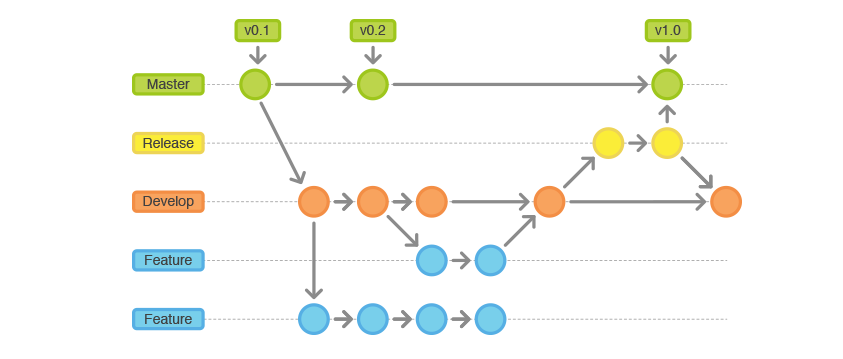 v0.1
v0.2
v1.0
Master
Release
Develop
Feature
Feature